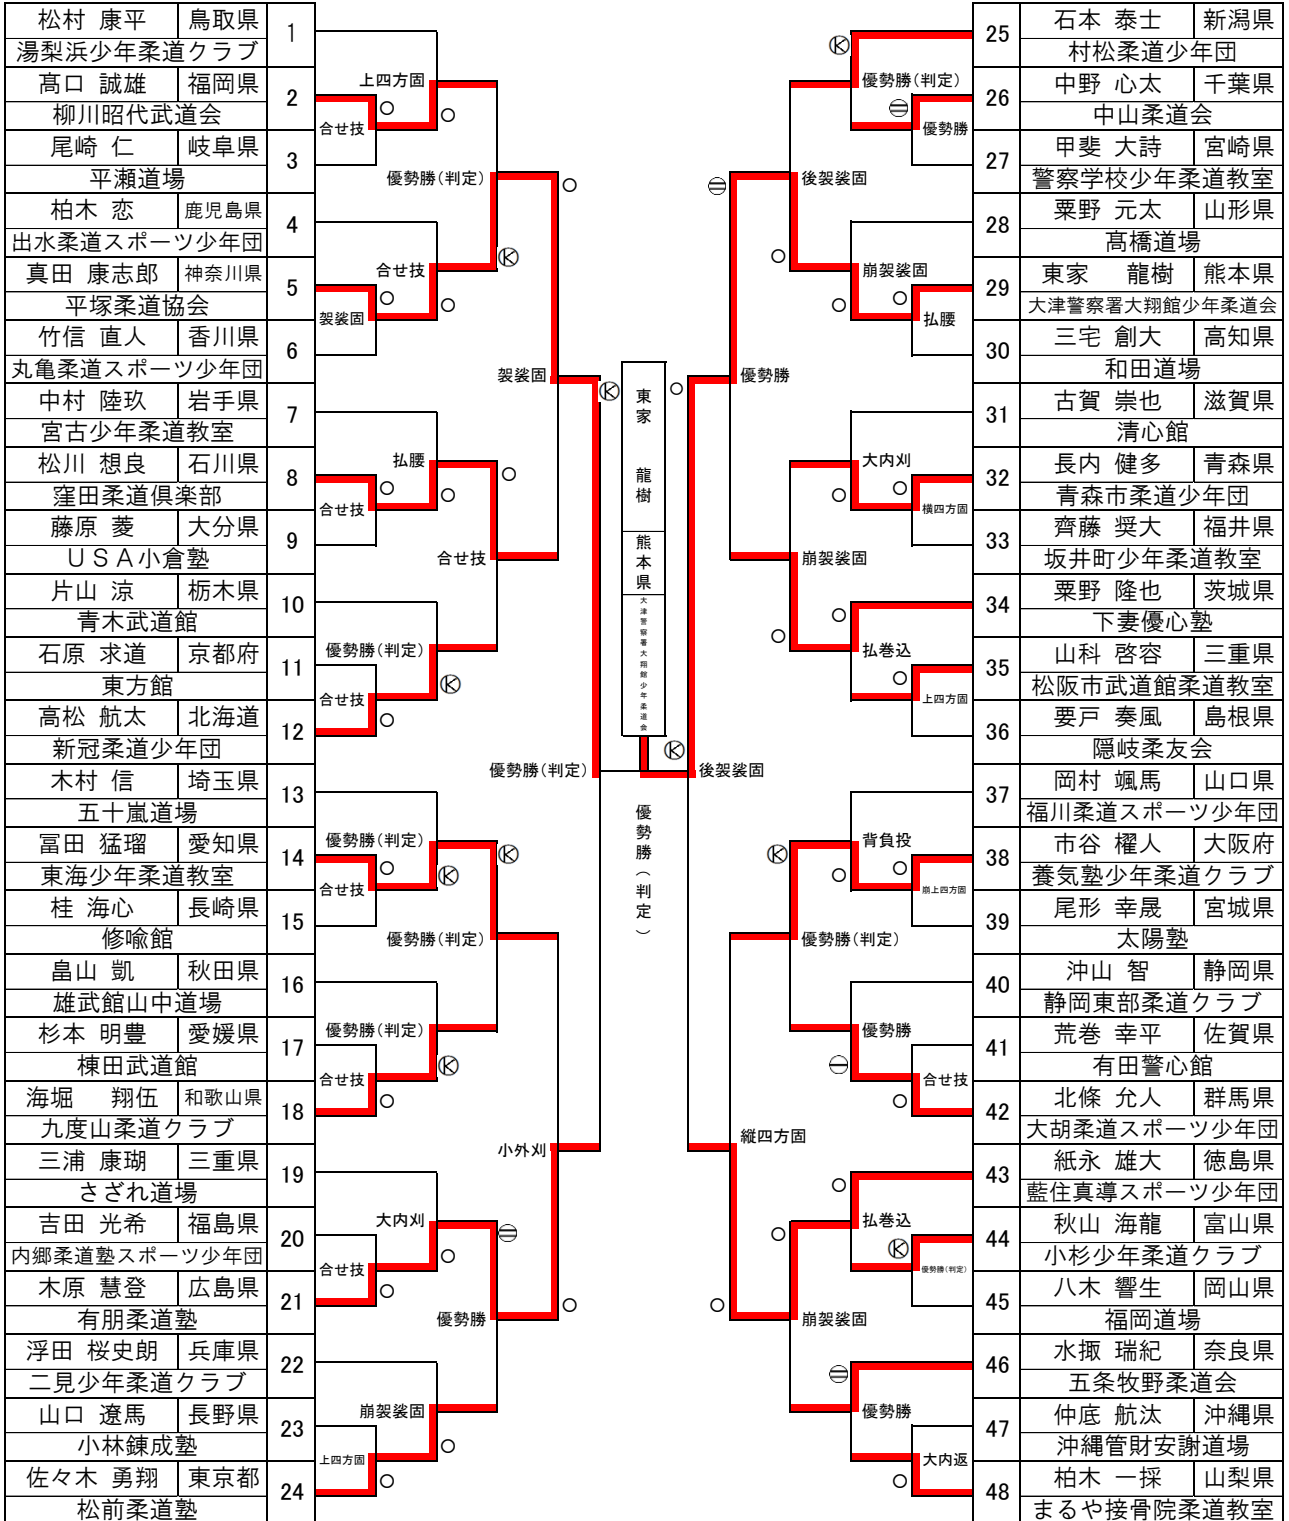 松村 康平 鳥取県
1
湯梨浜少年柔道クラブ
髙口 誠雄 福岡県
2
柳川昭代武道会
尾崎 仁 岐阜県
3
平瀬道場
柏木 恋 鹿児島県
4
出水柔道スポーツ少年団
真田 康志郎 神奈川県
5
平塚柔道協会
竹信 直人 香川県
6
丸亀柔道スポーツ少年団
中村 陸玖 岩手県
7
宮古少年柔道教室
松川 想良 石川県
8
窪田柔道倶楽部
藤原 菱 大分県
9
ＵＳＡ小倉塾
片山 涼 栃木県
10
青木武道館
石原 求道 京都府
11
東方館
高松 航太 北海道
12
新冠柔道少年団
木村 信 埼玉県
13
五十嵐道場
冨田 猛瑠 愛知県
14
東海少年柔道教室
桂 海心 長崎県
15
修喩館
畠山 凱 秋田県
16
雄武館山中道場
杉本 明豊 愛媛県
17
棟田武道館
海堀 翔伍 和歌山県
18
九度山柔道クラブ
三浦 康瑚 三重県
19
さざれ道場
吉田 光希 福島県
20
内郷柔道塾スポーツ少年団
木原 慧登 広島県
21
有朋柔道塾
浮田 桜史朗 兵庫県
22
二見少年柔道クラブ
山口 遼馬 長野県
23
小林錬成塾
佐々木 勇翔 東京都
24
松前柔道塾
上四方固
合せ技
優勢勝(判定)
合せ技
袈裟固
袈裟固
払腰
合せ技
合せ技
優勢勝(判定)
合せ技
優勢勝(判定)
優勢勝(判定)
合せ技
優勢勝(判定)
優勢勝(判定)
合せ技
小外刈
大内刈
合せ技
優勢勝
崩袈裟固
上四方固
東家 龍樹
熊本県
大津警察署大翔館少年柔道会
優勢勝(判定)
優勢勝(判定)
優勢勝
後袈裟固
崩袈裟固
払腰
優勢勝
大内刈
横四方固
崩袈裟固
払巻込
上四方固
後袈裟固
背負投
崩上四方固
優勢勝(判定)
優勢勝
合せ技
縦四方固
払巻込
優勢勝(判定)
崩袈裟固
優勢勝
大内返
25
石本 泰士 新潟県
村松柔道少年団
26
中野 心太 千葉県
中山柔道会
27
甲斐 大詩 宮崎県
警察学校少年柔道教室
28
粟野 元太 山形県
髙橋道場
29
東家 龍樹 熊本県
大津警察署大翔館少年柔道会
30
三宅 創大 高知県
和田道場
31
古賀 崇也 滋賀県
清心館
32
長内 健多 青森県
青森市柔道少年団
33
齊藤 奨大 福井県
坂井町少年柔道教室
34
粟野 隆也 茨城県
下妻優心塾
35
山科 啓容 三重県
松阪市武道館柔道教室
36
要戸 奏風 島根県
隠岐柔友会
37
岡村 颯馬 山口県
福川柔道スポーツ少年団
38
市谷 櫂人 大阪府
養気塾少年柔道クラブ
39
尾形 幸晟 宮城県
太陽塾
40
沖山 智 静岡県
静岡東部柔道クラブ
41
荒巻 幸平 佐賀県
有田警心館
42
北條 允人 群馬県
大胡柔道スポーツ少年団
43
紙永 雄大 徳島県
藍住真導スポーツ少年団
44
秋山 海龍 富山県
小杉少年柔道クラブ
45
八木 響生 岡山県
福岡道場
46
水掫 瑞紀 奈良県
五条牧野柔道会
47
仲底 航汰 沖縄県
沖縄管財安謝道場
48
柏木 一採 山梨県
まるや接骨院柔道教室